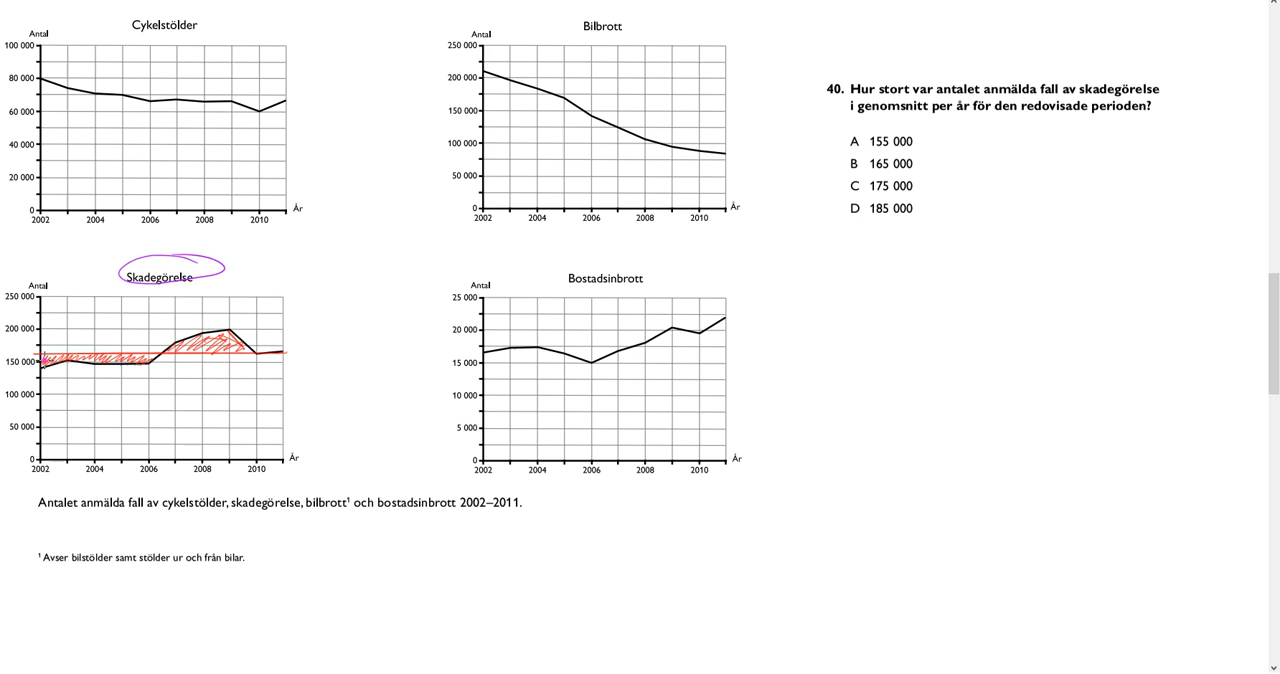 Cykelstölder
Antal
100 000
80 000
60 000
40 000
20 000
0
2002 2004 2006 2008 2010
År
Bilbrott
Antal
250 000
200 000
150 000
100 000
50 000
0
2002 2004 2006 2008 2010
År
40. Hur stort var antalet anmälda fall av skadegörelse
i genomsnitt per år för den redovisade perioden?
A 155 000
B 165 000
C 175 000
D 185 000
Skadegörelse
Antal
250 000
200 000
150 000
100 000
50 000
0
2002 2004 2006 2008 2010
År
Bostadsinbrott
Antal
25 000
20 000
15 000
10 000
5 000
0
2002 2004 2006 2008 2010
År
Antalet anmälda fall av cykelstölder, skadegörelse, bilbrott¹ och bostadsinbrott 2002–2011.
¹ Avser bilstölder samt stölder ur och från bilar.